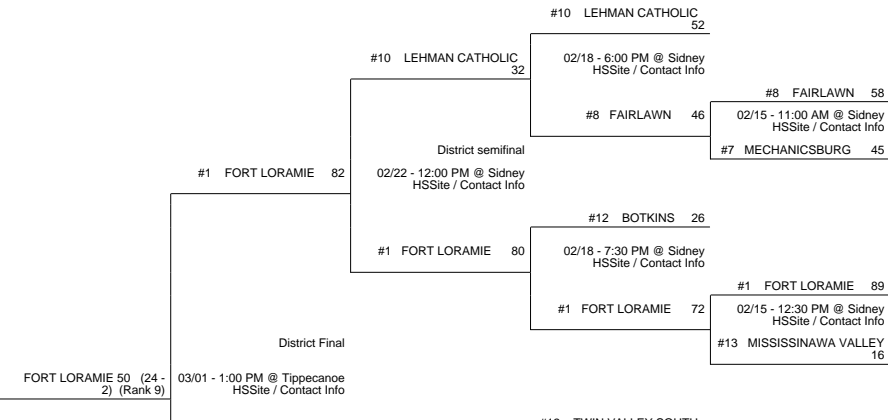 #10 LEHMAN CATHOLIC
52
#10 LEHMAN CATHOLIC
32
02/18 - 6:00 PM @ Sidney
HSSite / Contact Info
#8 FAIRLAWN 58
#8 FAIRLAWN 46
02/15 - 11:00 AM @ Sidney
HSSite / Contact Info
#7 MECHANICSBURG 45
District semifinal
#1 FORT LORAMIE 82
02/22 - 12:00 PM @ Sidney
HSSite / Contact Info
#12 BOTKINS 26
#1 FORT LORAMIE 80
02/18 - 7:30 PM @ Sidney
HSSite / Contact Info
#1 FORT LORAMIE 89
#1 FORT LORAMIE 72
02/15 - 12:30 PM @ Sidney
HSSite / Contact Info
#13 MISSISSINAWA VALLEY
16
District Final
FORT LORAMIE 50 (24 -
2) (Rank 9)
03/01 - 1:00 PM @ Tippecanoe
HSSite / Contact Info